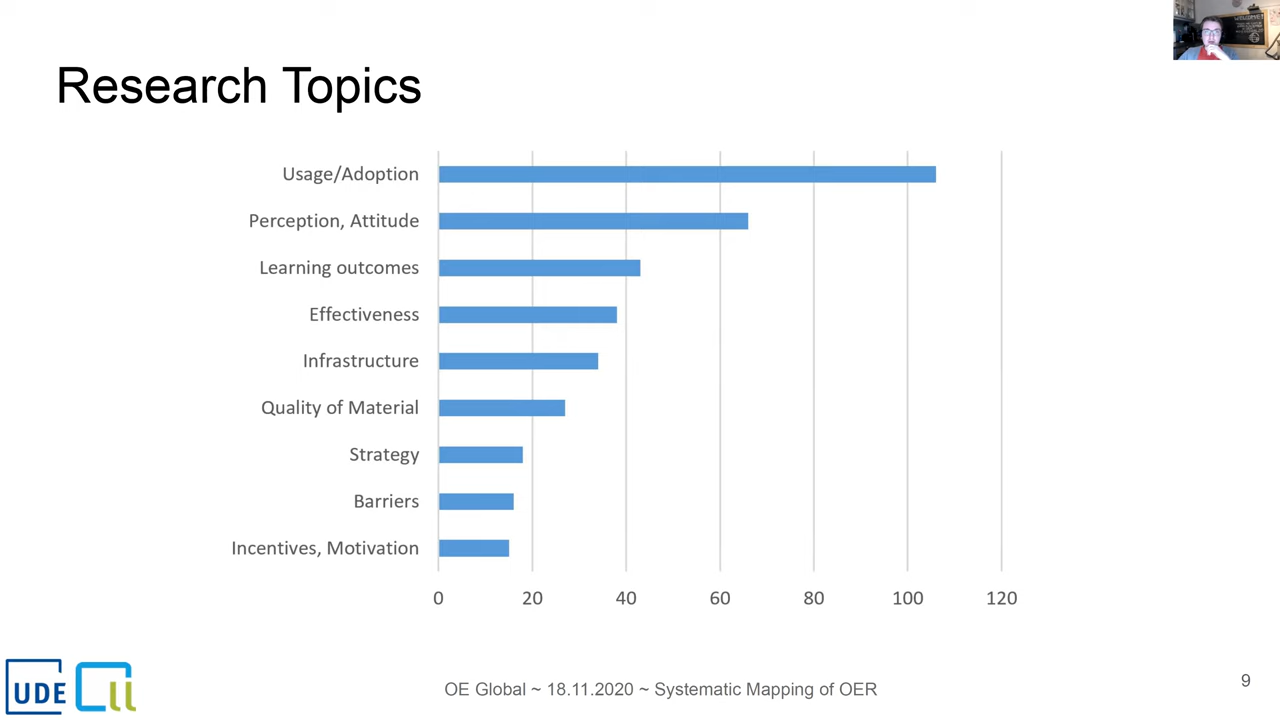 Research Topics
Usage/Adoption
Perception, Attitude
Learning outcomes
Effectiveness
Infrastructure
Quality of Material
Strategy
Barriers
Incentives, Motivation
0 20 40 60 80 100 120
UDE
OE Global ~ 18.11.2020 ~ Systematic Mapping of OER
9